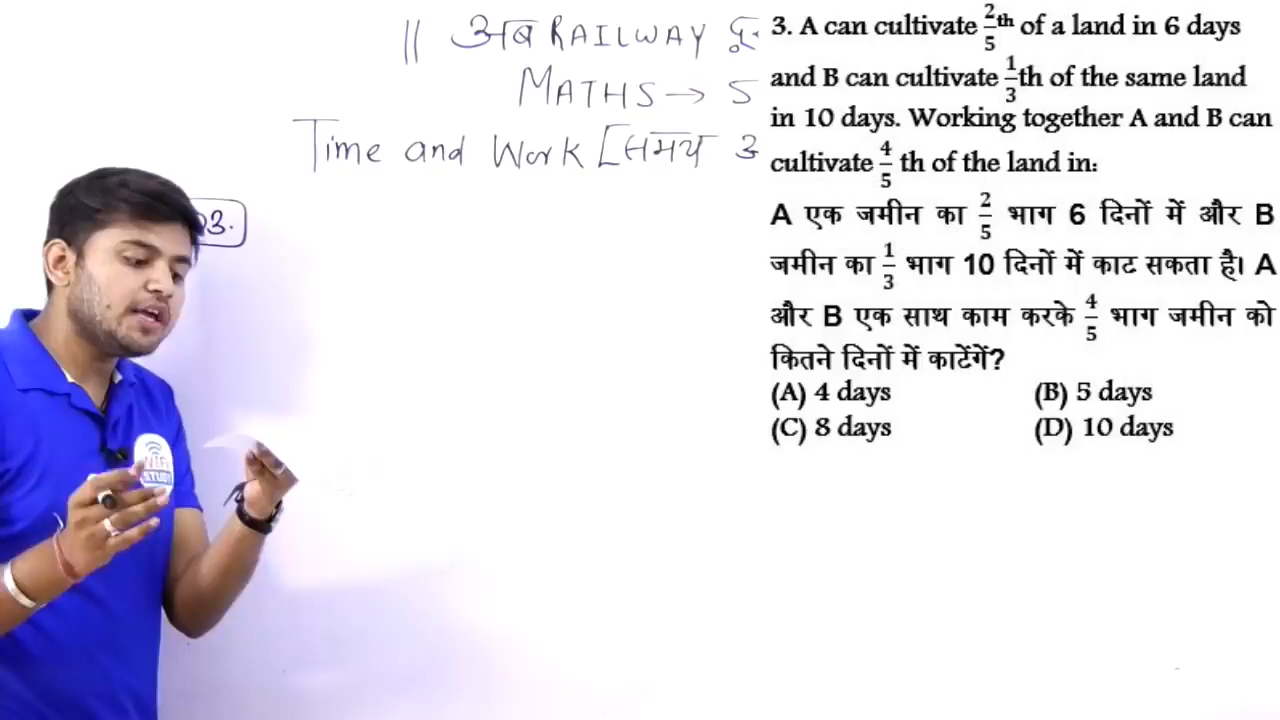 || अब RAILWAY
MATHS → 5
Time and Work [समय
Q3.
WIFI
STUDY
3. A can cultivate 2/5th of a land in 6 days
and B can cultivate 1/3th of the same land
in 10 days. Working together A and B can
cultivate 4/5 th of the land in:
A एक जमीन का 2/5 भाग 6 दिनों में और B
जमीन का 1/3 भाग 10 दिनों में काट सकता है। A
और B एक साथ काम करके 4/5 भाग जमीन को
कितने दिनों में काटेंगें?
(A) 4 days (B) 5 days
(C) 8 days (D) 10 days